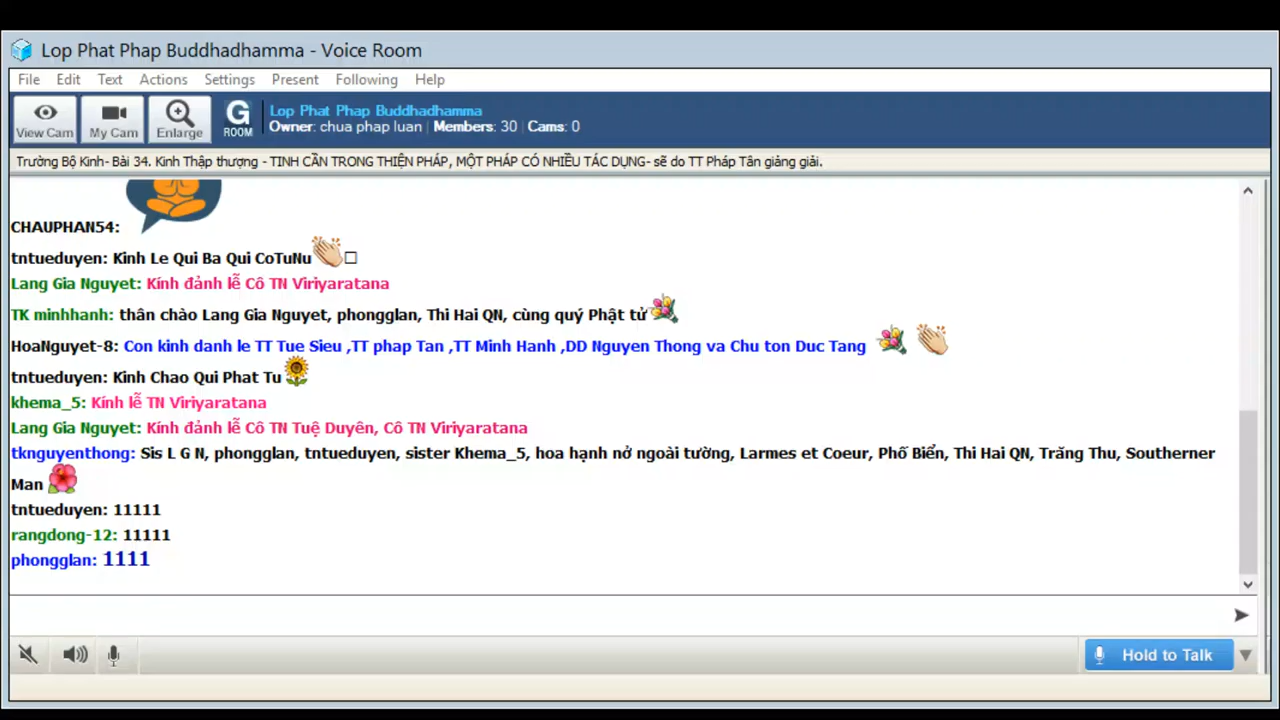 Lop Phat Phap Buddhadhamma - Voice Room
File Edit Text Actions Settings Present Following Help
View Cam My Cam Enlarge G ROOM
Lop Phat Phap Buddhadhamma
Owner: chua phap luan | Members: 30 | Cams: 0
Trường Bộ Kinh- Bài 34. Kinh Thập thượng - TINH CẦN TRONG THIỆN PHÁP, MỘT PHÁP CÓ NHIỀU TÁC DỤNG- sẽ do TT Pháp Tân giảng giải.
CHAUPHAN54:
tntueduyen: Kinh Le Qui Ba Qui CoTuNu
Lang Gia Nguyet: Kính đảnh lễ Cô TN Viriyaratana
TK minhhanh: thân chào Lang Gia Nguyet, phongglan, Thi Hai QN, cùng quý Phật tử
HoaNguyet-8: Con kinh danh le TT Tue Sieu ,TT phap Tan ,TT Minh Hanh ,DD Nguyen Thong va Chu ton Duc Tang
tntueduyen: Kinh Chao Qui Phat Tu
khema_5: Kính lễ TN Viriyaratana
Lang Gia Nguyet: Kính đảnh lễ Cô TN Tuệ Duyên, Cô TN Viriyaratana
tknguyenthong: Sis L G N, phongglan, tntueduyen, sister Khema_5, hoa hạnh nở ngoài tường, Larmes et Coeur, Phố Biển, Thi Hai QN, Trăng Thu, Southerner
Man
tntueduyen: 11111
rangdong-12: 11111
phongglan: 1111
Hold to Talk